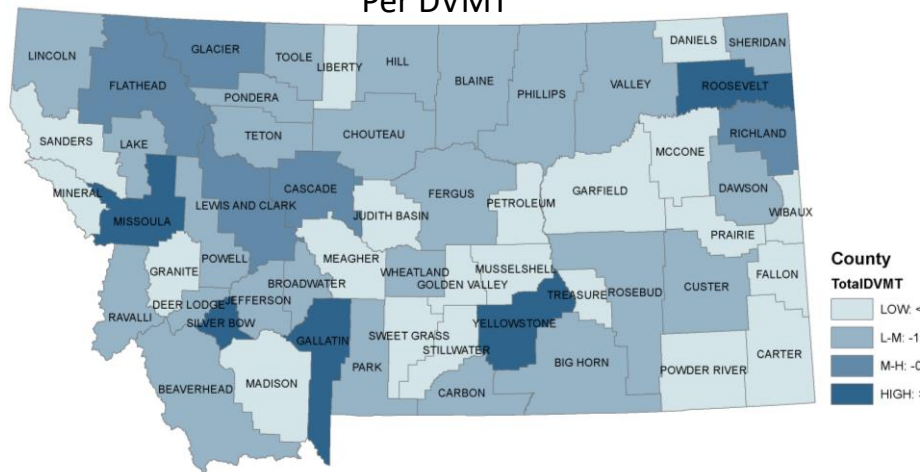 Per DVMT
LINCOLN
GLACIER
TOOLE
LIBERTY
HILL
BLAINE
PHILLIPS
VALLEY
DANIELS
SHERIDAN
FLATHEAD
PONDERA
ROOSEVELT
SANDERS
LAKE
TETON
CHOUTEAU
RICHLAND
MCCONE
MINERAL
MISSOULA
LEWIS AND CLARK
CASCADE
JUDITH BASIN
FERGUS
PETROLEUM
GARFIELD
DAWSON
WIBAUX
PRAIRIE
GRANITE
POWELL
MEAGHER
BROADWATER
WHEATLAND
GOLDEN VALLEY
MUSSELSHELL
TREASURE
ROSEBUD
CUSTER
FALLON
RAVALLI
DEER LODGE
JEFFERSON
SILVER BOW
GALLATIN
PARK
SWEET GRASS
STILLWATER
YELLOWSTONE
BIG HORN
CARTER
POWDER RIVER
BEAVERHEAD
MADISON
CARBON
County
TotalDVMT
LOW: <
L-M: -1
M-H: -0
HIGH: